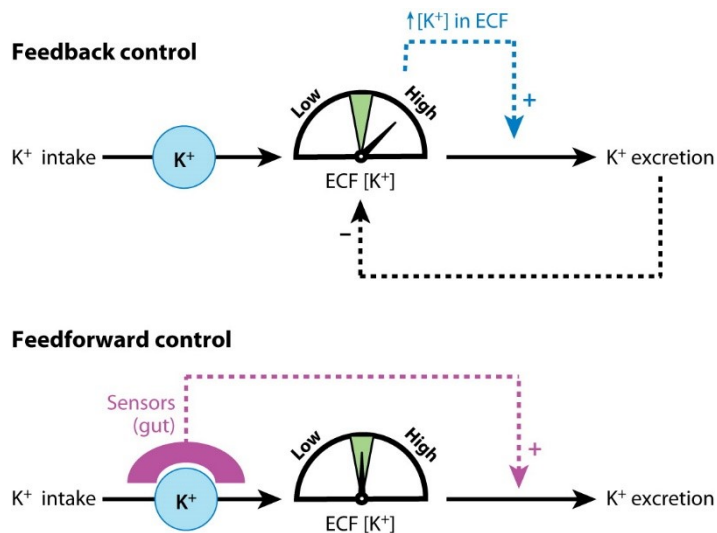 ↑[K⁺] in ECF
Feedback control
Low
High
+
K⁺ intake
K⁺
K⁺ excretion
ECF [K⁺]
−
Feedforward control
Sensors
(gut)
Low
High
+
K⁺ intake
K⁺
K⁺ excretion
ECF [K⁺]